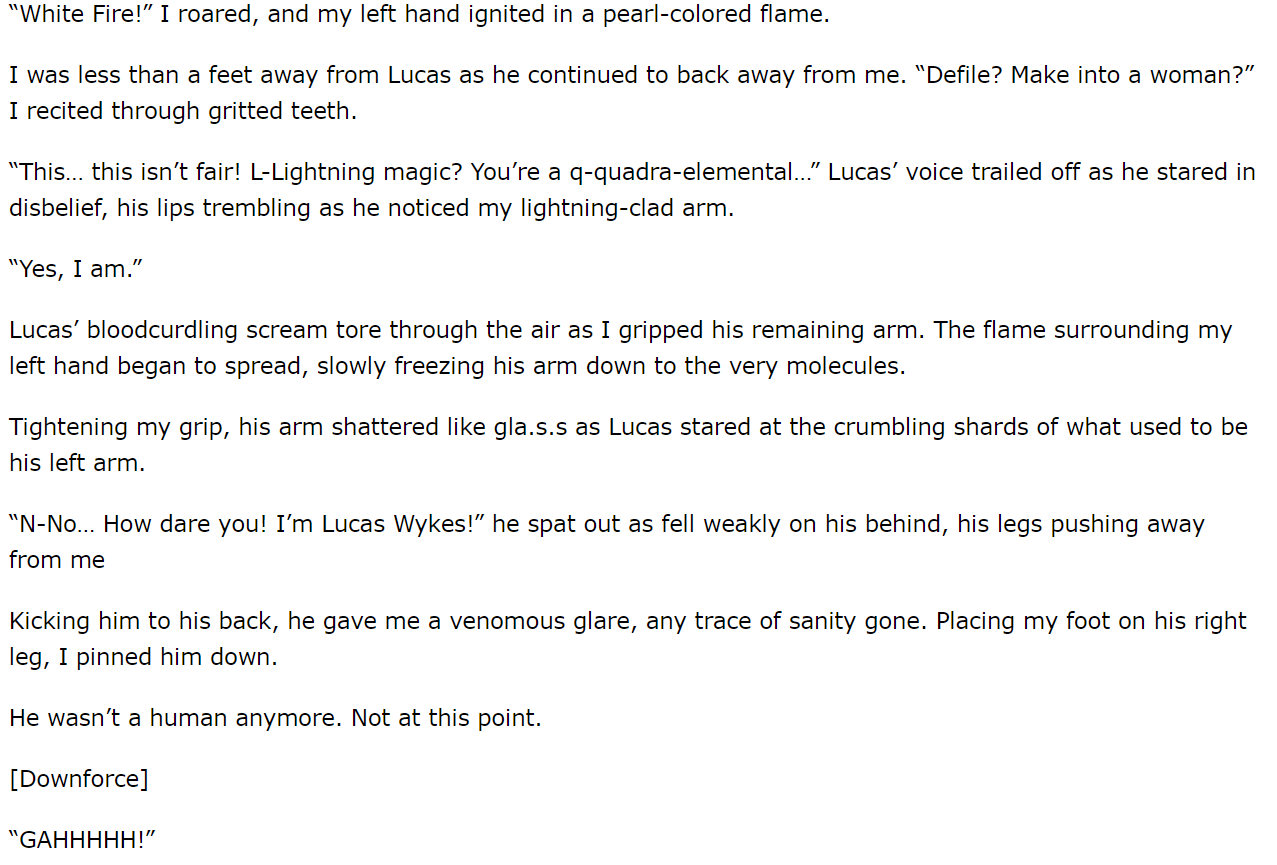 “White Fire!” I roared, and my left hand ignited in a pearl-colored flame.
I was less than a feet away from Lucas as he continued to back away from me. “Defile? Make into a woman?”
I recited through gritted teeth.
“This… this isn’t fair! L-Lightning magic? You’re a q-quadra-elemental…” Lucas’ voice trailed off as he stared in
disbelief, his lips trembling as he noticed my lightning-clad arm.
“Yes, I am.”
Lucas’ bloodcurdling scream tore through the air as I gripped his remaining arm. The flame surrounding my
left hand began to spread, slowly freezing his arm down to the very molecules.
Tightening my grip, his arm shattered like gla.s.s as Lucas stared at the crumbling shards of what used to be
his left arm.
“N-No… How dare you! I’m Lucas Wykes!” he spat out as fell weakly on his behind, his legs pushing away
from me
Kicking him to his back, he gave me a venomous glare, any trace of sanity gone. Placing my foot on his right
leg, I pinned him down.
He wasn’t a human anymore. Not at this point.
[Downforce]
“GAHHHHH!”